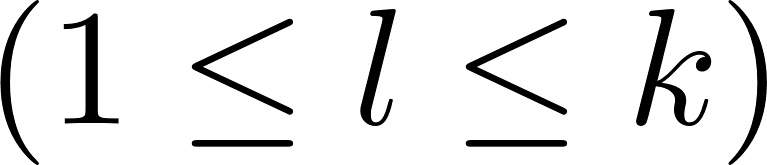 (1 ≤ l ≤ k)